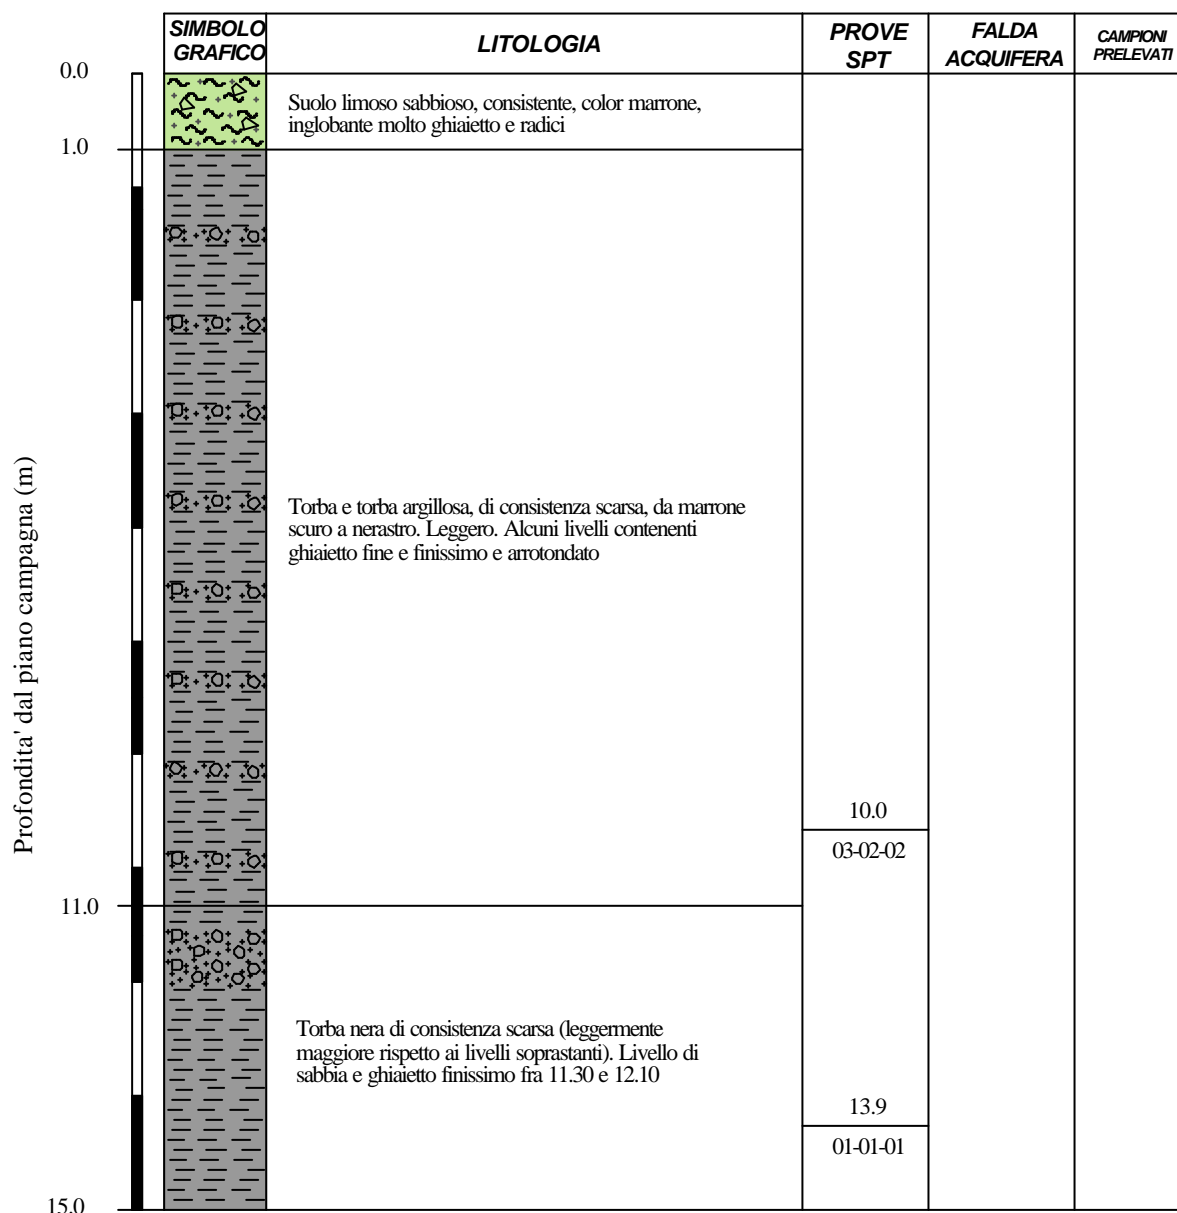 SIMBOLO
GRAFICO
LITOLOGIA
PROVE
SPT
FALDA
ACQUIFERA
CAMPIONI
PRELEVATI
0.0
Suolo limoso sabbioso, consistente, color marrone,
inglobante molto ghiaietto e radici
1.0
Profondita' dal piano campagna (m)
Torba e torba argillosa, di consistenza scarsa, da marrone
scuro a nerastro. Leggero. Alcuni livelli contenenti
ghiaietto fine e finissimo e arrotondato
10.0
03-02-02
11.0
Torba nera di consistenza scarsa (leggermente
maggiore rispetto ai livelli soprastanti). Livello di
sabbia e ghiaietto finissimo fra 11.30 e 12.10
13.9
01-01-01
15.0